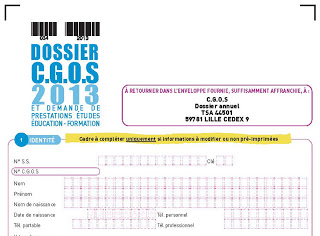 034 2013
DOSSIER
C.G.O.S
2013
ET DEMANDE DE
PRESTATIONS ÉTUDES
ÉDUCATION - FORMATION
À RETOURNER DANS L'ENVELOPPE FOURNIE, SUFFISAMMENT AFFRANCHIE, À :
C.G.O.S
Dossier annuel
TSA 44501
59781 LILLE CEDEX 9
1 IDENTITÉ Cadre à compléter uniquement si informations à modifier ou non pré-imprimées
N° S.S. Clé
N° C.G.O.S
Nom
Prénom
Nom de naissance
Date de naissance Tél. personnel
Tél. portable Tél. professionnel